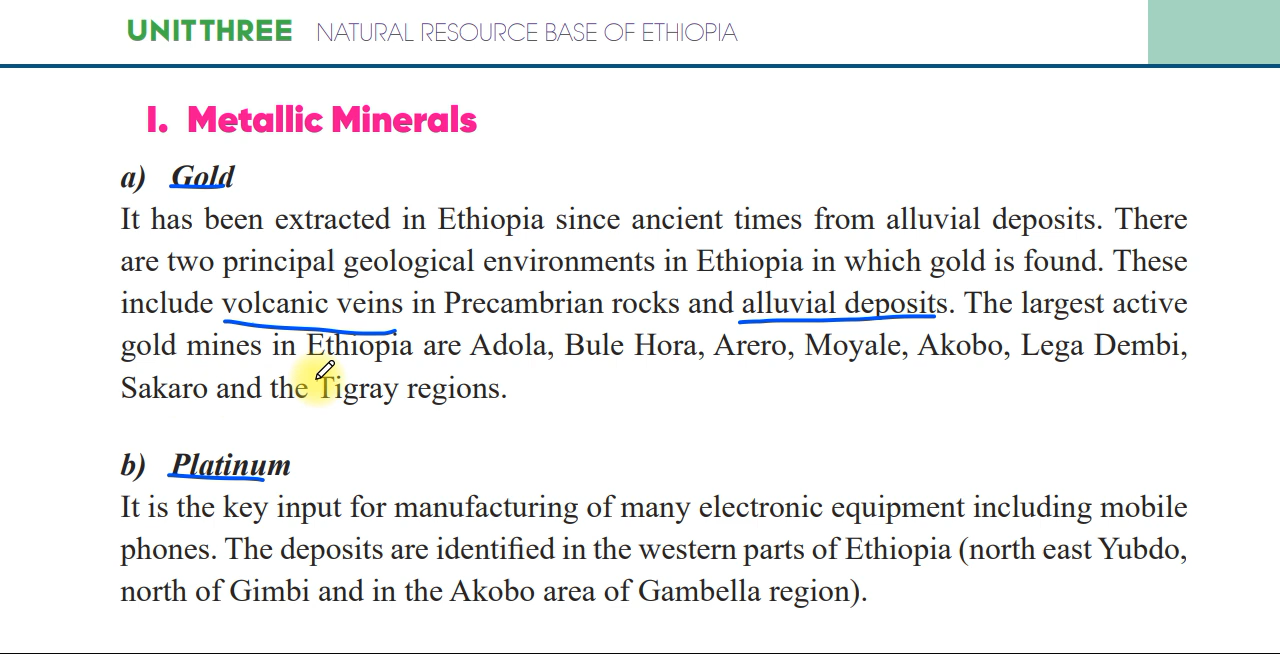 UNIT THREE NATURAL RESOURCE BASE OF ETHIOPIA
I. Metallic Minerals
a) Gold
It has been extracted in Ethiopia since ancient times from alluvial deposits. There
are two principal geological environments in Ethiopia in which gold is found. These
include volcanic veins in Precambrian rocks and alluvial deposits. The largest active
gold mines in Ethiopia are Adola, Bule Hora, Arero, Moyale, Akobo, Lega Dembi,
Sakaro and the Tigray regions.
b) Platinum
It is the key input for manufacturing of many electronic equipment including mobile
phones. The deposits are identified in the western parts of Ethiopia (north east Yubdo,
north of Gimbi and in the Akobo area of Gambella region).